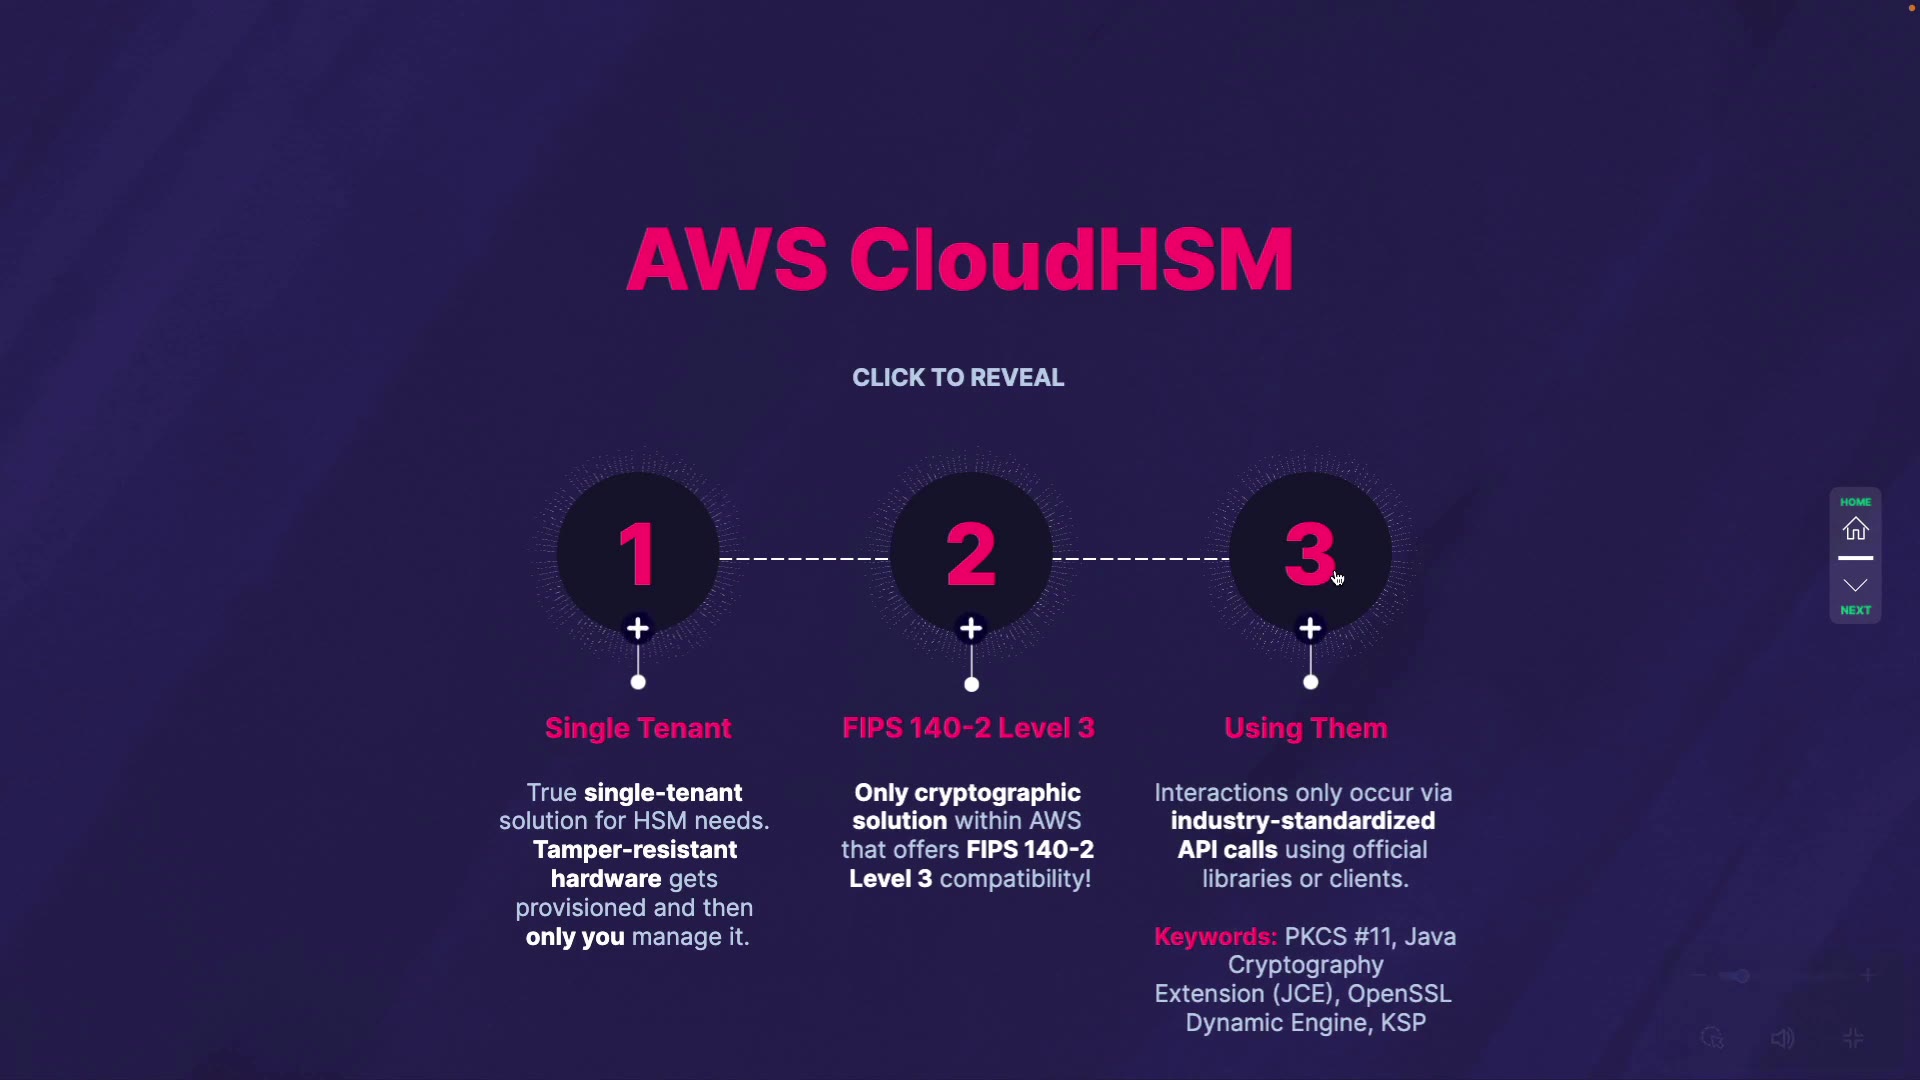 AWS CloudHSM
CLICK TO REVEAL
1
2
3
HOME
NEXT
Single Tenant
True single-tenant
solution for HSM needs.
Tamper-resistant
hardware gets
provisioned and then
only you manage it.
FIPS 140-2 Level 3
Only cryptographic
solution within AWS
that offers FIPS 140-2
Level 3 compatibility!
Using Them
Interactions only occur via
industry-standardized
API calls using official
libraries or clients.
Keywords: PKCS #11, Java
Cryptography
Extension (JCE), OpenSSL
Dynamic Engine, KSP